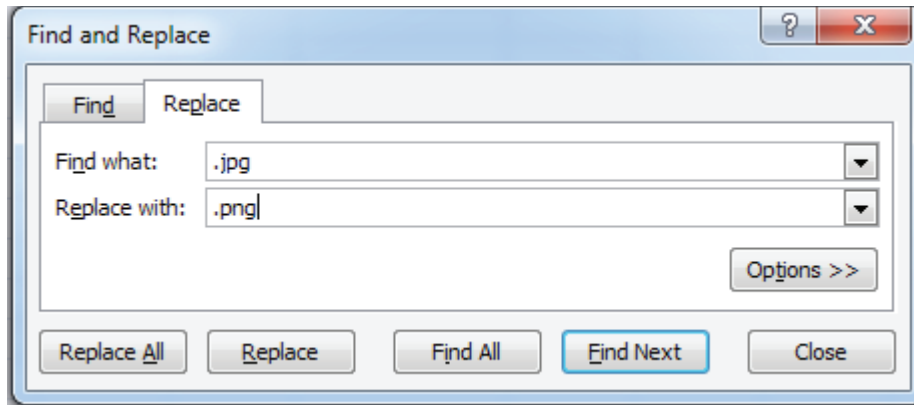 Find and Replace
Find Replace
Find what: .jpg
Replace with: .png
Options >>
Replace All Replace Find All Find Next Close